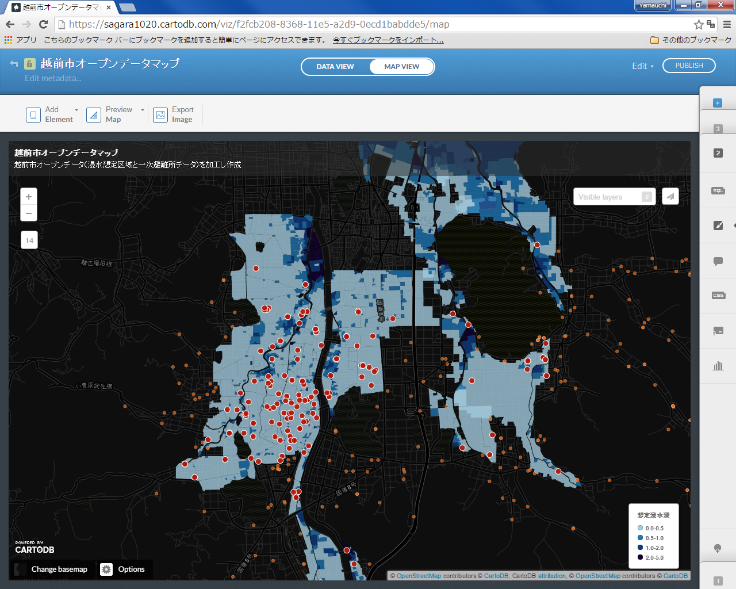 越前市オープンデータマップ
Yamauchi
https://sagara1020.cartodb.com/viz/f2fcb208-8368-11e5-a2d9-0ecd1babdde5/map
アプリ こちらのブックマーク バーにブックマークを追加すると簡単にページにアクセスできます。 今すぐブックマークをインポート...
その他のブックマーク
越前市オープンデータマップ
Edit metadata...
DATA VIEW
MAP VIEW
Edit
PUBLISH
Add Element
Preview Map
Export Image
越前市オープンデータマップ
越前市オープンデータ(浸水想定区域と一次避難所データ)を加工し作成
+
-
14
Visible layers
3
2
国道8号
想定浸水深
0.0-0.5
0.5-1.0
1.0-2.0
2.0-5.0
POWERED BY
CARTODB
Change basemap
Options
© OpenStreetMap contributors © CartoDB, CartoDB attribution, © OpenStreetMap contributors © CartoDB
1